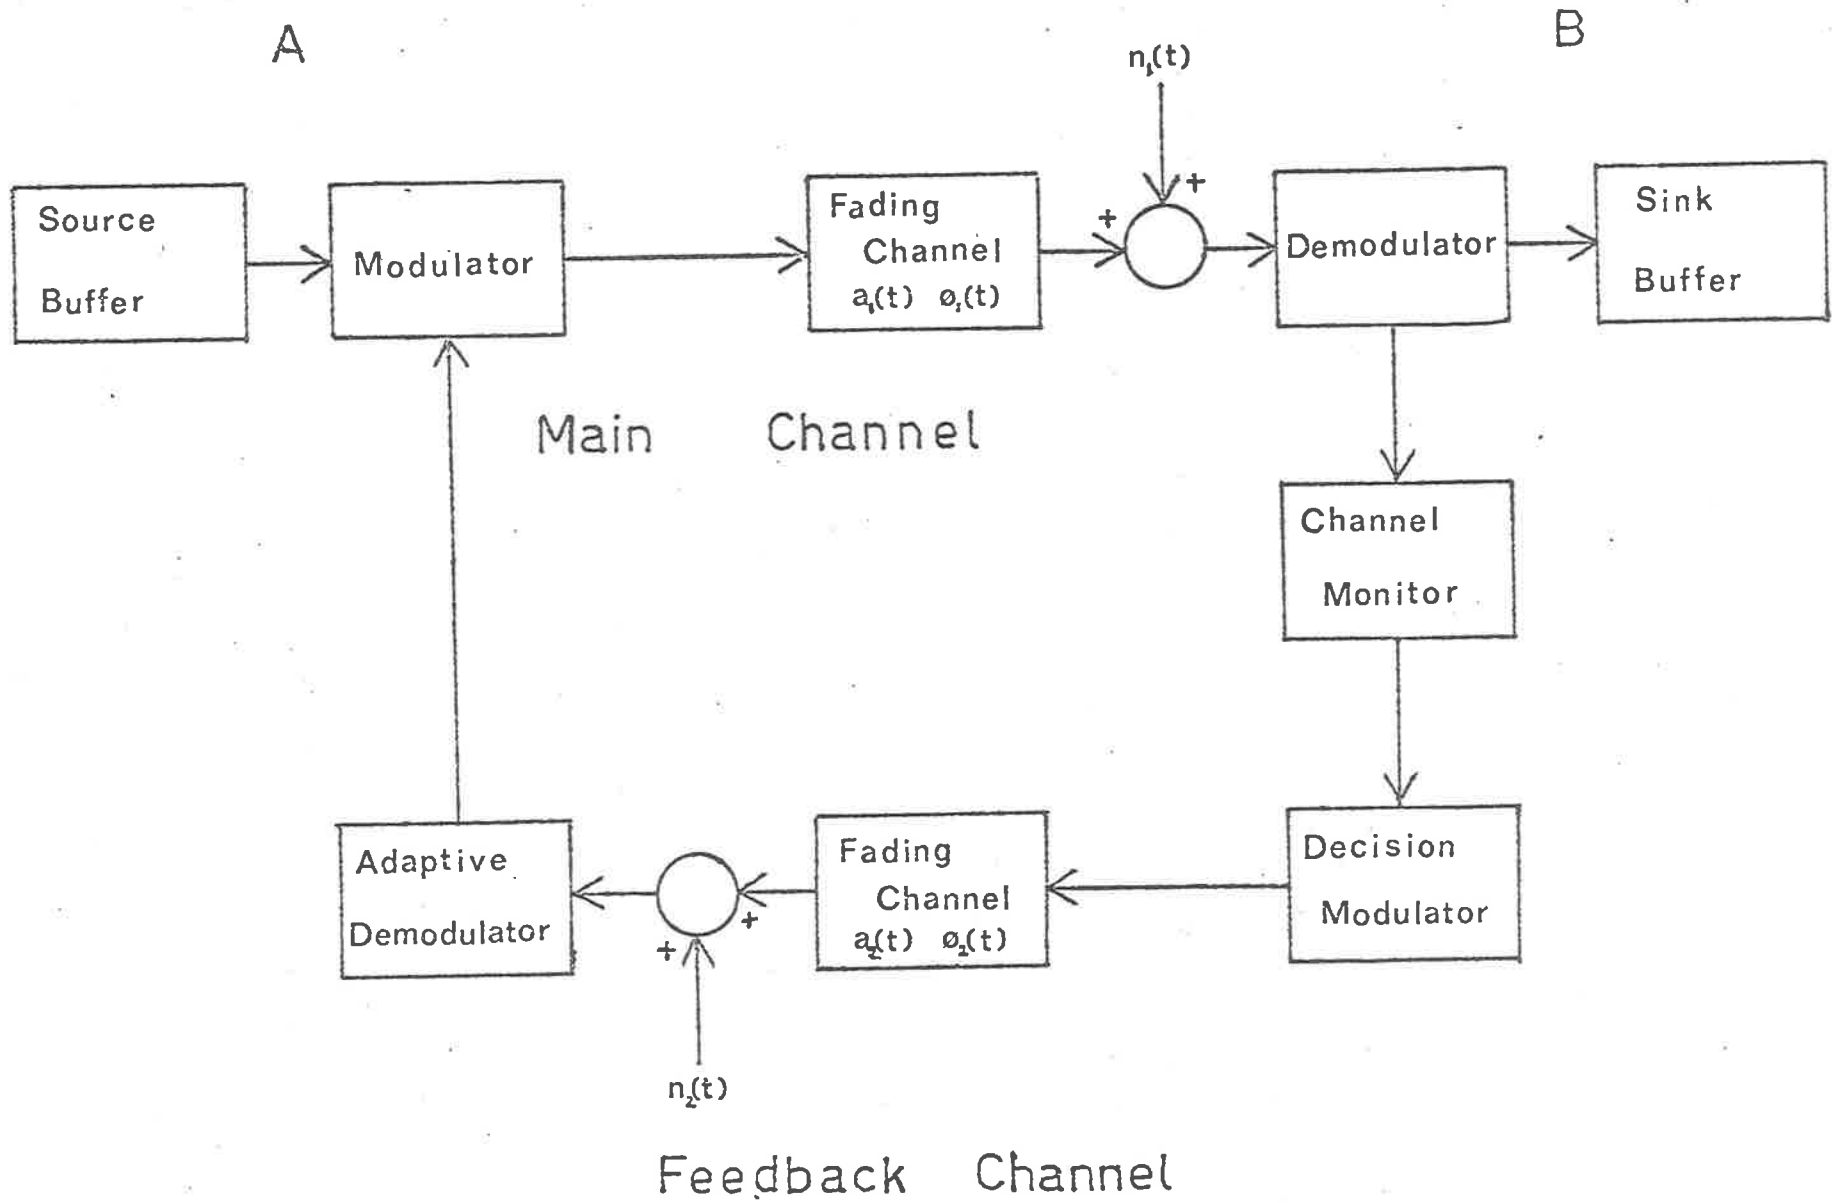 A
B
n₁(t)
+
+
Source
Buffer
Modulator
Fading
Channel
a₁(t) ø₁(t)
Demodulator
Sink
Buffer
Main Channel
Channel
Monitor
Adaptive
Demodulator
+
+
Fading
Channel
a₂(t) ø₂(t)
Decision
Modulator
n₂(t)
Feedback Channel